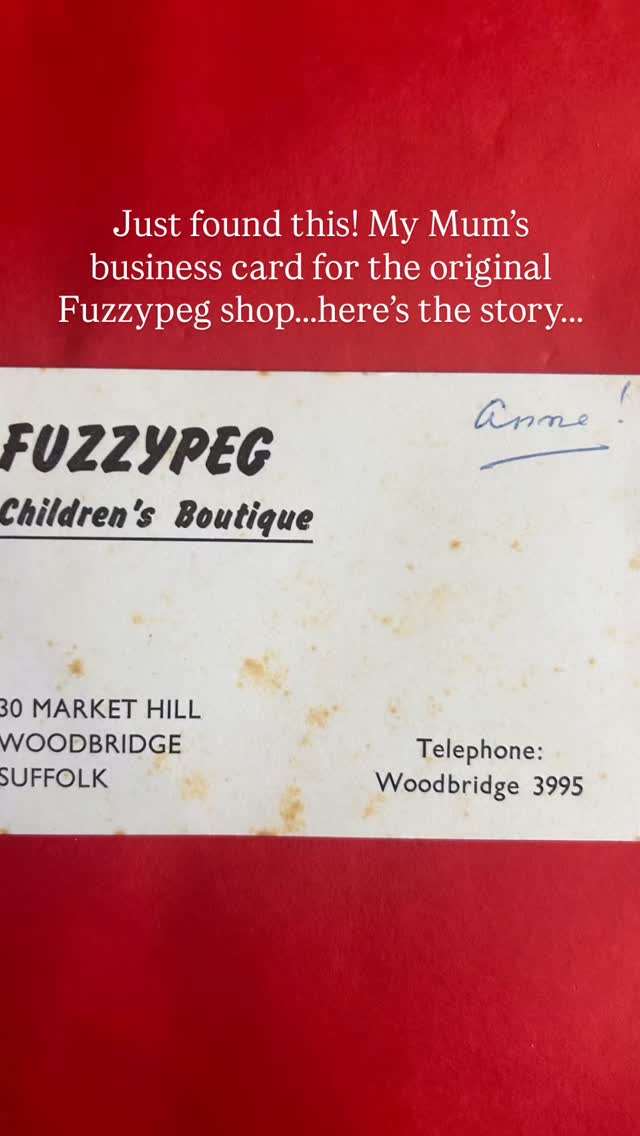 Just found this! My Mum’s
business card for the original
Fuzzypeg shop...here’s the story...
Anne!
FUZZYPEG
Children's Boutique
30 MARKET HILL
WOODBRIDGE
SUFFOLK
Telephone:
Woodbridge 3995